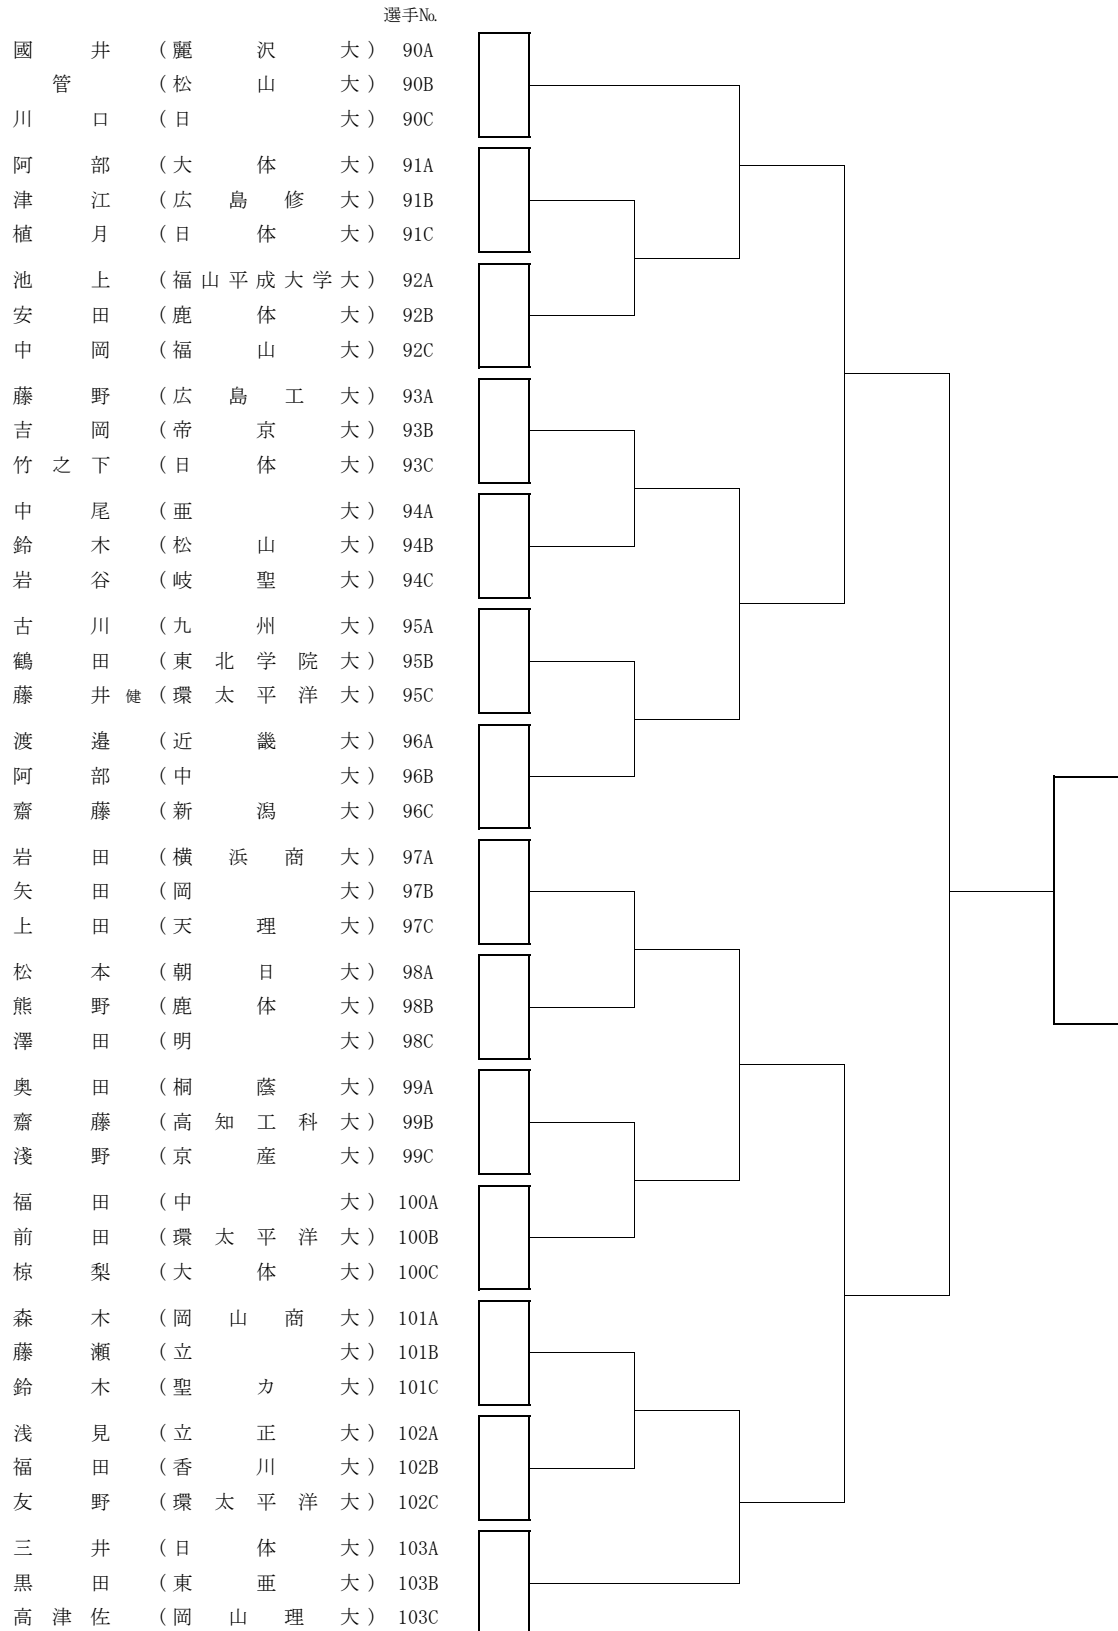 選手№
國井（麗沢大） 90A
管（松山大） 90B
川口（日大） 90C
阿部（大体大） 91A
津江（広島修大） 91B
植月（日体大） 91C
池上（福山平成大学大） 92A
安田（鹿体大） 92B
中岡（福山大） 92C
藤野（広島工大） 93A
吉岡（帝京大） 93B
竹之下（日体大） 93C
中尾（亜大） 94A
鈴木（松山大） 94B
岩谷（岐聖大） 94C
古川（九州大） 95A
鶴田（東北学院大） 95B
藤井健（環太平洋大） 95C
渡邉（近畿大） 96A
阿部（中大） 96B
齋藤（新潟大） 96C
岩田（横浜商大） 97A
矢田（岡大） 97B
上田（天理大） 97C
松本（朝日大） 98A
熊野（鹿体大） 98B
澤田（明大） 98C
奥田（桐蔭大） 99A
齋藤（高知工科大） 99B
淺野（京産大） 99C
福田（中大） 100A
前田（環太平洋大） 100B
椋梨（大体大） 100C
森木（岡山商大） 101A
藤瀬（立大） 101B
鈴木（聖カ大） 101C
浅見（立正大） 102A
福田（香川大） 102B
友野（環太平洋大） 102C
三井（日体大） 103A
黒田（東亜大） 103B
高津佐（岡山理大） 103C